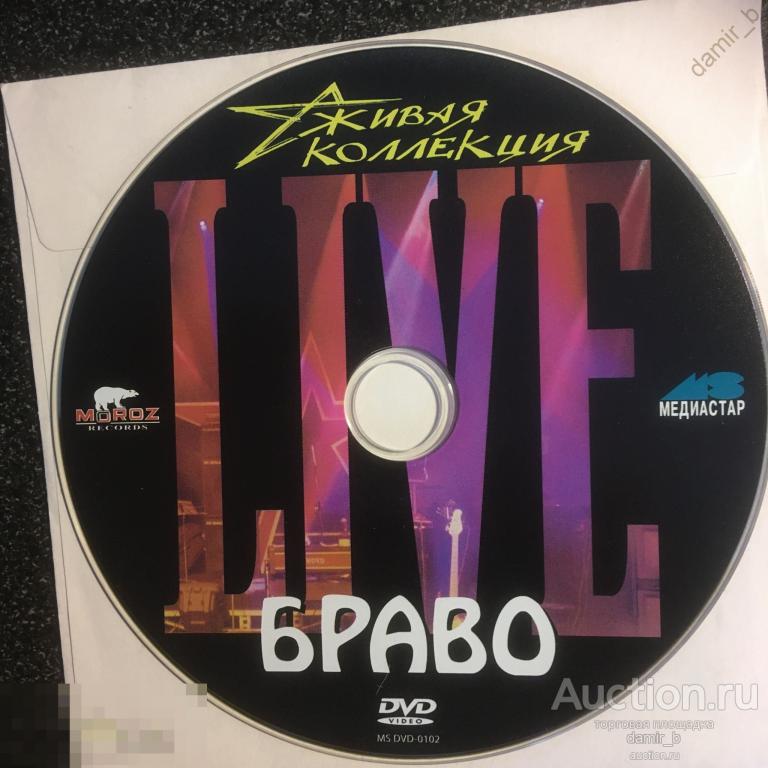 damir_b
ЖИВАЯ
КОЛЛЕКЦИЯ
LIVE
MOROZ
RECORDS
МЕДИАСТАР
БРАВО
DVD
VIDEO
MS DVD-0102
Auction.ru
торговая площадка
damir_b
auction.ru